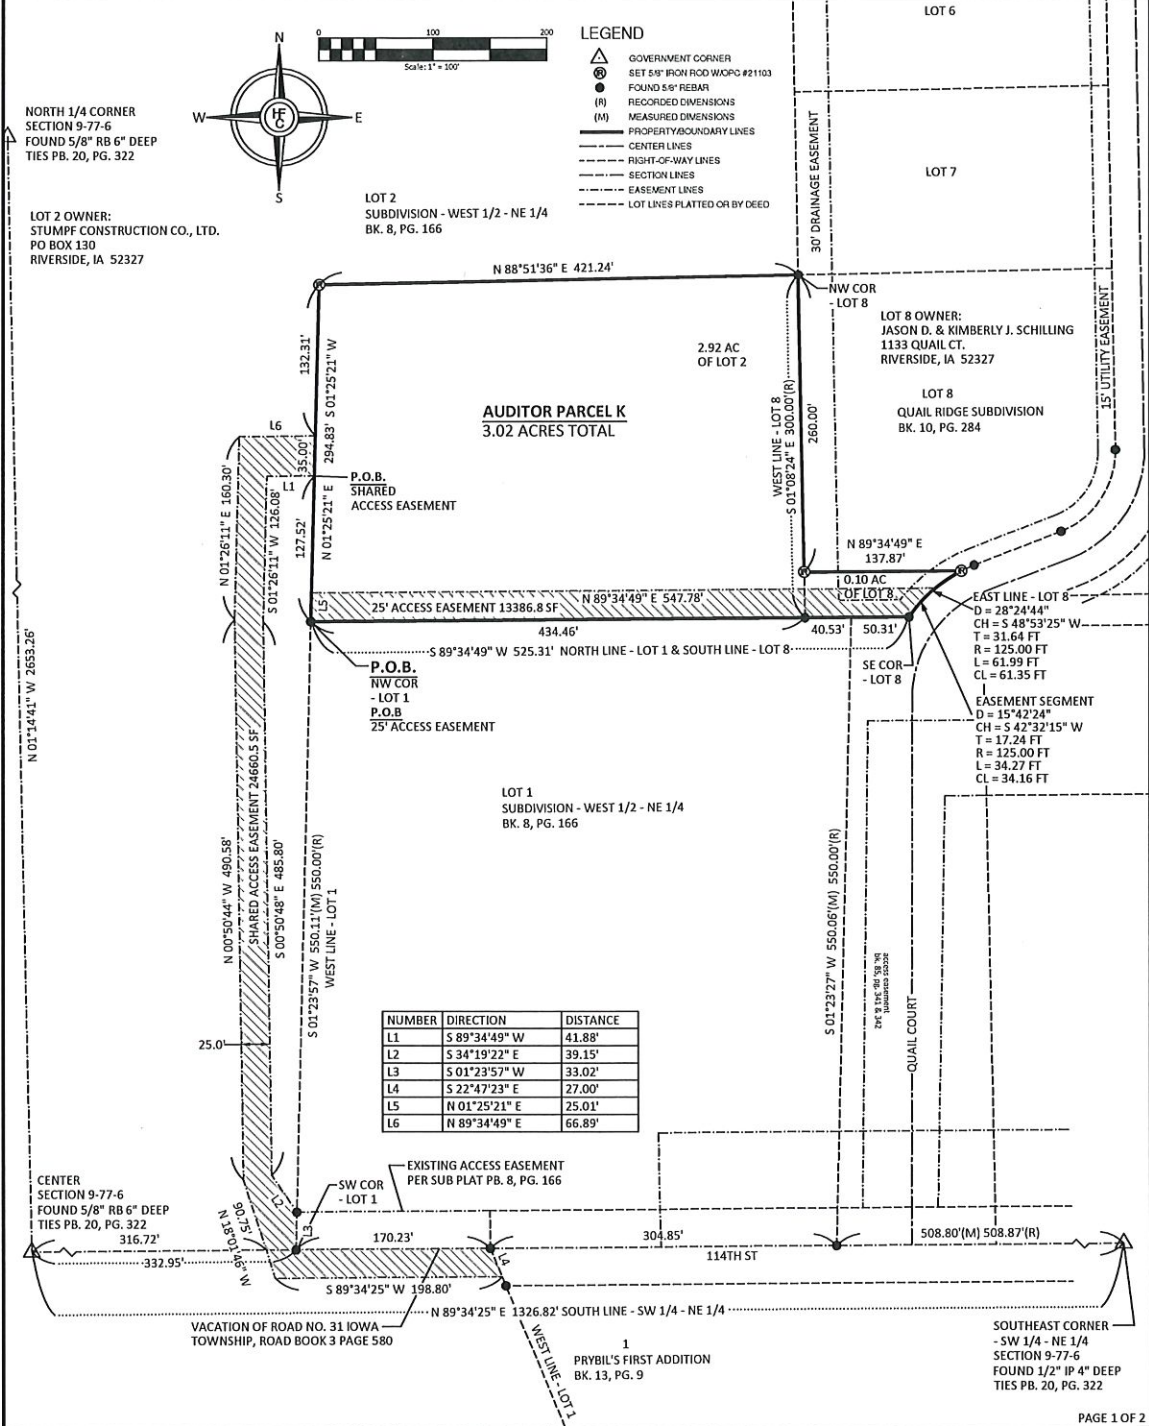 LOT 6
0 100 200
Scale: 1" = 100'
N
W
E
S
LEGEND
GOVERNMENT CORNER
SET 5/8" IRON ROD W/OPC #21103
FOUND 5/8" REBAR
(R) RECORDED DIMENSIONS
(M) MEASURED DIMENSIONS
PROPERTY/BOUNDARY LINES
CENTER LINES
RIGHT-OF-WAY LINES
SECTION LINES
EASEMENT LINES
LOT LINES PLATTED OR BY DEED
NORTH 1/4 CORNER
SECTION 9-77-6
FOUND 5/8" RB 6" DEEP
TIES PB. 20, PG. 322
LOT 2 OWNER:
STUMPF CONSTRUCTION CO., LTD.
PO BOX 130
RIVERSIDE, IA 52327
LOT 2
SUBDIVISION - WEST 1/2 - NE 1/4
BK. 8, PG. 166
30' DRAINAGE EASEMENT
LOT 7
N 88°51'36" E 421.24'
NW COR
- LOT 8
LOT 8 OWNER:
JASON D. & KIMBERLY J. SCHILLING
1133 QUAIL CT.
RIVERSIDE, IA 52327
15' UTILITY EASEMENT
LOT 8
QUAIL RIDGE SUBDIVISION
BK. 10, PG. 284
2.92 AC
OF LOT 2
AUDITOR PARCEL K
3.02 ACRES TOTAL
132.31'
294.83' S 01°25'21" W
35.00'
127.52'
N 01°25'21" E
WEST LINE - LOT 8
S 01°08'24" E 300.00'(R)
260.00'
L6
L1
P.O.B.
SHARED
ACCESS EASEMENT
N 01°26'11" E 160.30'
S 01°26'11" W 126.08'
N 89°34'49" E
137.87'
0.10 AC
OF LOT 8
L5
25' ACCESS EASEMENT 13386.8 SF
N 89°34'49" E 547.78'
434.46'
40.53'
50.31'
S 89°34'49" W 525.31' NORTH LINE - LOT 1 & SOUTH LINE - LOT 8
EAST LINE - LOT 8
D = 28°24'44"
CH = S 48°53'25" W
T = 31.64 FT
R = 125.00 FT
L = 61.99 FT
CL = 61.35 FT
SE COR
- LOT 8
P.O.B.
NW COR
- LOT 1
P.O.B
25' ACCESS EASEMENT
EASEMENT SEGMENT
D = 15°42'24"
CH = S 42°32'15" W
T = 17.24 FT
R = 125.00 FT
L = 34.27 FT
CL = 34.16 FT
N 01°14'41" W 2653.26'
LOT 1
SUBDIVISION - WEST 1/2 - NE 1/4
BK. 8, PG. 166
N 00°50'44" W 490.58'
SHARED ACCESS EASEMENT 24660.5 SF
S 00°50'48" E 485.80'
S 01°23'57" W 550.11'(M) 550.00'(R)
WEST LINE - LOT 1
S 01°23'27" W 550.06'(M) 550.00'(R)
access easement
bk. 85, pg. 341 & 342
QUAIL COURT
25.0'
NUMBER DIRECTION DISTANCE
L1 S 89°34'49" W 41.88'
L2 S 34°19'22" E 39.15'
L3 S 01°23'57" W 33.02'
L4 S 22°47'23" E 27.00'
L5 N 01°25'21" E 25.01'
L6 N 89°34'49" E 66.89'
CENTER
SECTION 9-77-6
FOUND 5/8" RB 6" DEEP
TIES PB. 20, PG. 322
EXISTING ACCESS EASEMENT
PER SUB PLAT PB. 8, PG. 166
SW COR
- LOT 1
L2
L3
90.75'
N 18°01'46" W
316.72'
332.95'
170.23'
L4
304.85'
114TH ST
508.80'(M) 508.87'(R)
S 89°34'25" W 198.80'
N 89°34'25" E 1326.82' SOUTH LINE - SW 1/4 - NE 1/4
VACATION OF ROAD NO. 31 IOWA
TOWNSHIP, ROAD BOOK 3 PAGE 580
WEST LINE - LOT 1
1
PRYBIL'S FIRST ADDITION
BK. 13, PG. 9
SOUTHEAST CORNER
- SW 1/4 - NE 1/4
SECTION 9-77-6
FOUND 1/2" IP 4" DEEP
TIES PB. 20, PG. 322
PAGE 1 OF 2